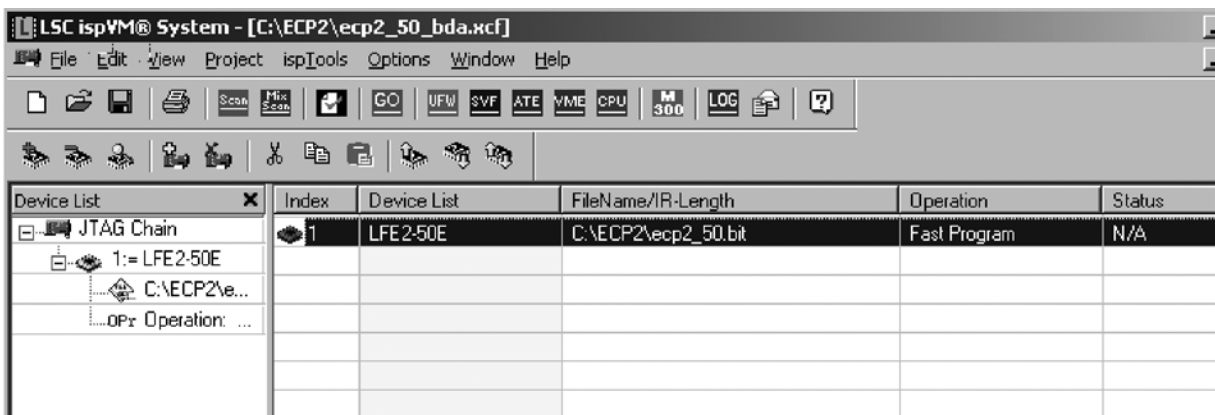 LSC ispVM® System - [C:\ECP2\ecp2_50_bda.xcf]
File Edit View Project ispTools Options Window Help
Scan Mix Scan GO UFW SVF ATE VME CPU M 300 LOG
Device List Index Device List FileName/IR-Length Operation Status
JTAG Chain 1 LFE2-50E C:\ECP2\ecp2_50.bit Fast Program N/A
1:= LFE2-50E
C:\ECP2\e...
OPr Operation: ...